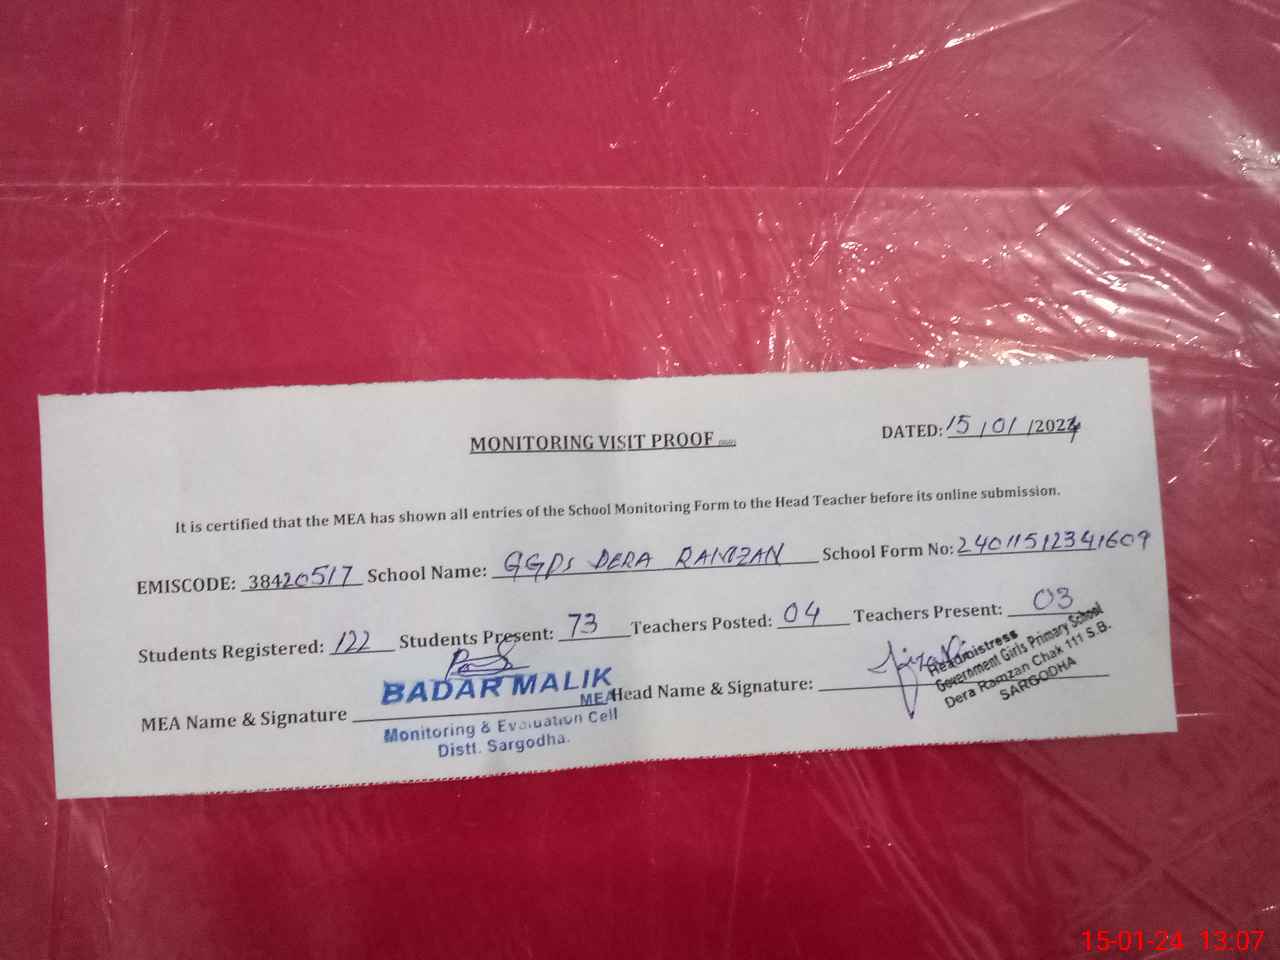 MONITORING VISIT PROOF
DATED: 15/01/2024
It is certified that the MEA has shown all entries of the School Monitoring Form to the Head Teacher before its online submission.
EMISCODE: 38420517 School Name: GGPS DERA RAMZAN School Form No: 24011512341609
Students Registered: 122 Students Present: 73 Teachers Posted: 04 Teachers Present: 03
MEA Name & Signature Head Name & Signature:
BADAR MALIK
MEA
Monitoring & Evaluation Cell
Distt. Sargodha.
Headmistress
Government Girls Primary School
Dera Ramzan Chak 111 S.B.
SARGODHA
15-01-24 13:07